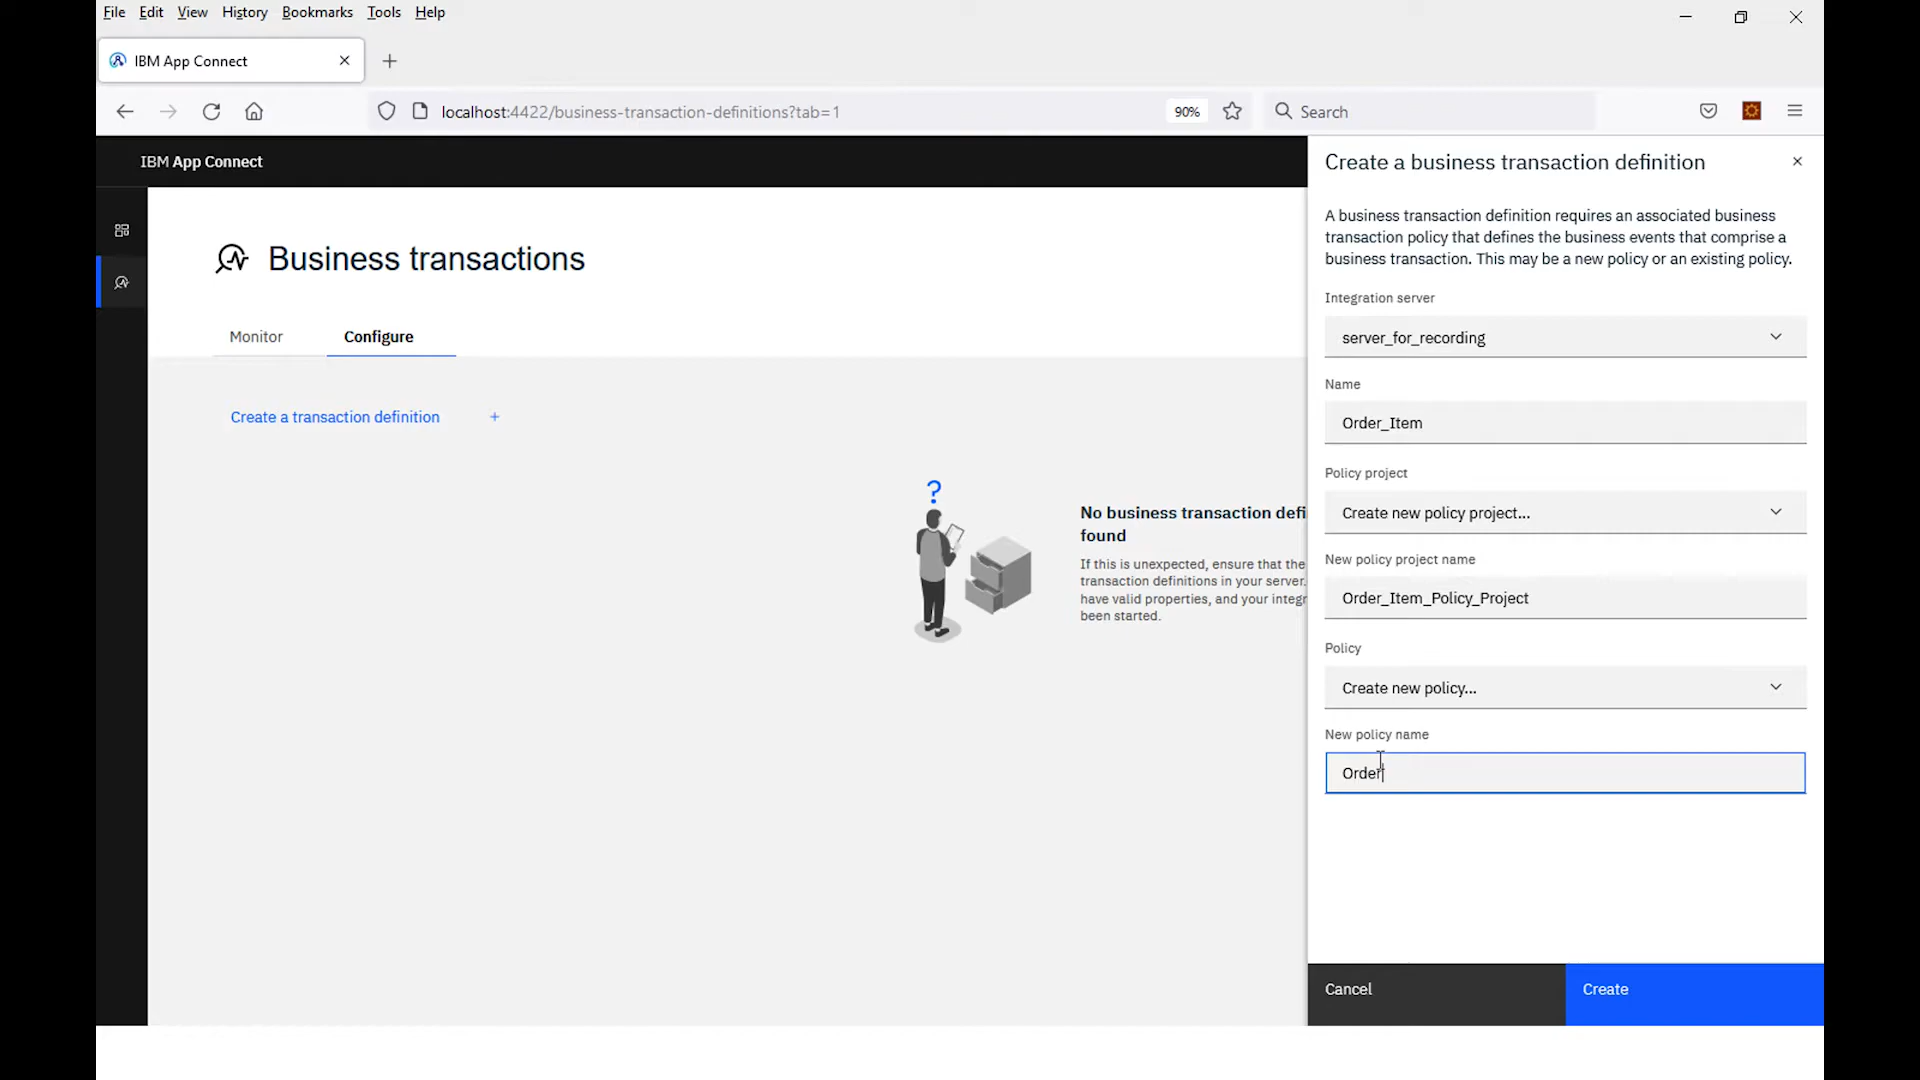 File Edit View History Bookmarks Tools Help
IBM App Connect
localhost:4422/business-transaction-definitions?tab=1
90%
Search
IBM App Connect
Business transactions
Monitor
Configure
Create a transaction definition +
?
No business transaction defi
found
If this is unexpected, ensure that the
transaction definitions in your server.
have valid properties, and your integr
been started.
Create a business transaction definition
A business transaction definition requires an associated business
transaction policy that defines the business events that comprise a
business transaction. This may be a new policy or an existing policy.
Integration server
server_for_recording
Name
Order_Item
Policy project
Create new policy project...
New policy project name
Order_Item_Policy_Project
Policy
Create new policy...
New policy name
Order
Cancel
Create